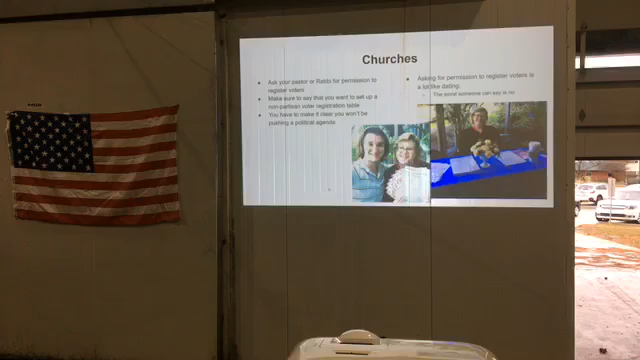 Churches
Ask your pastor or Rabbi for permission to
register voters
Make sure to say that you want to set up a
non-partisan voter registration table
You have to make it clear you won't be
pushing a political agenda
Asking for permission to register voters is
a lot like dating:
The worst someone can say is no